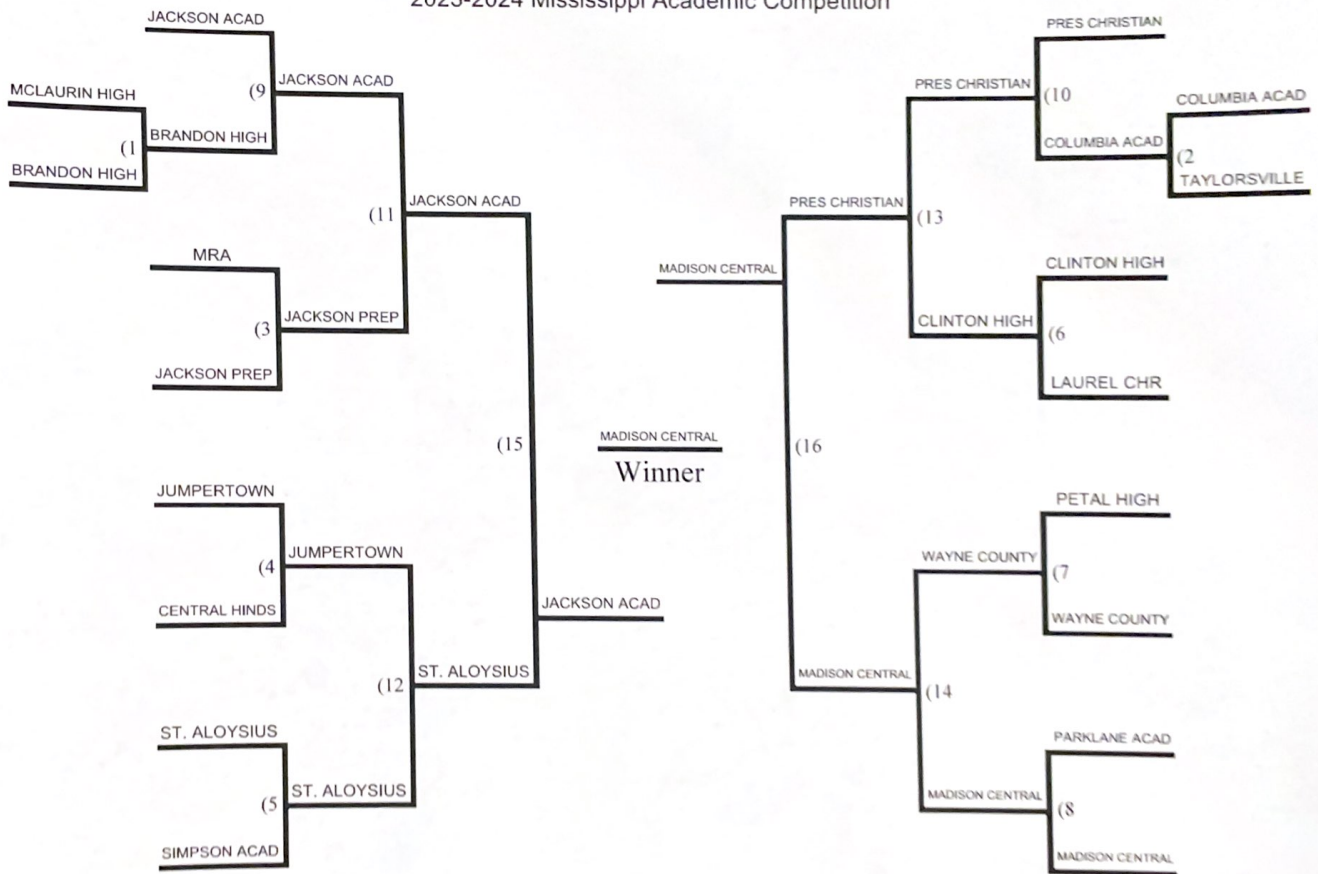 2023-2024 Mississippi Academic Competition
JACKSON ACAD
MCLAURIN HIGH
(9
JACKSON ACAD
(1
BRANDON HIGH
BRANDON HIGH
(11
JACKSON ACAD
MRA
(3
JACKSON PREP
JACKSON PREP
(15
JUMPERTOWN
(4
JUMPERTOWN
CENTRAL HINDS
JACKSON ACAD
(12
ST. ALOYSIUS
ST. ALOYSIUS
(5
ST. ALOYSIUS
SIMPSON ACAD
MADISON CENTRAL
Winner
PRES CHRISTIAN
PRES CHRISTIAN
(10
COLUMBIA ACAD
COLUMBIA ACAD
(2
TAYLORSVILLE
PRES CHRISTIAN
(13
MADISON CENTRAL
CLINTON HIGH
CLINTON HIGH
(6
LAUREL CHR
(16
PETAL HIGH
WAYNE COUNTY
(7
WAYNE COUNTY
MADISON CENTRAL
(14
PARKLANE ACAD
MADISON CENTRAL
(8
MADISON CENTRAL